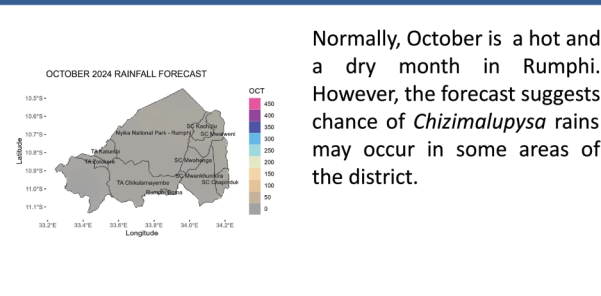 Normally, October is a hot and
a dry month in Rumphi.
However, the forecast suggests
chance of Chizimalupysa rains
may occur in some areas of
the district.
OCTOBER 2024 RAINFALL FORECAST
OCT
450
400
350
300
250
200
150
100
50
0
Latitude
10.5°S
10.6°S
10.7°S
10.8°S
10.9°S
11.0°S
11.1°S
Nyika National Park - Rumphi
SC Kachulu
SC Mwalweni
TA Katumbi
TA Zolokere
SC Mwahenga
SC Mwankhunikira
SC Chapinduka
TA Chikulamayembe
Rumphi Boma
33.2°E
33.4°E
33.6°E
33.8°E
34.0°E
34.2°E
Longitude